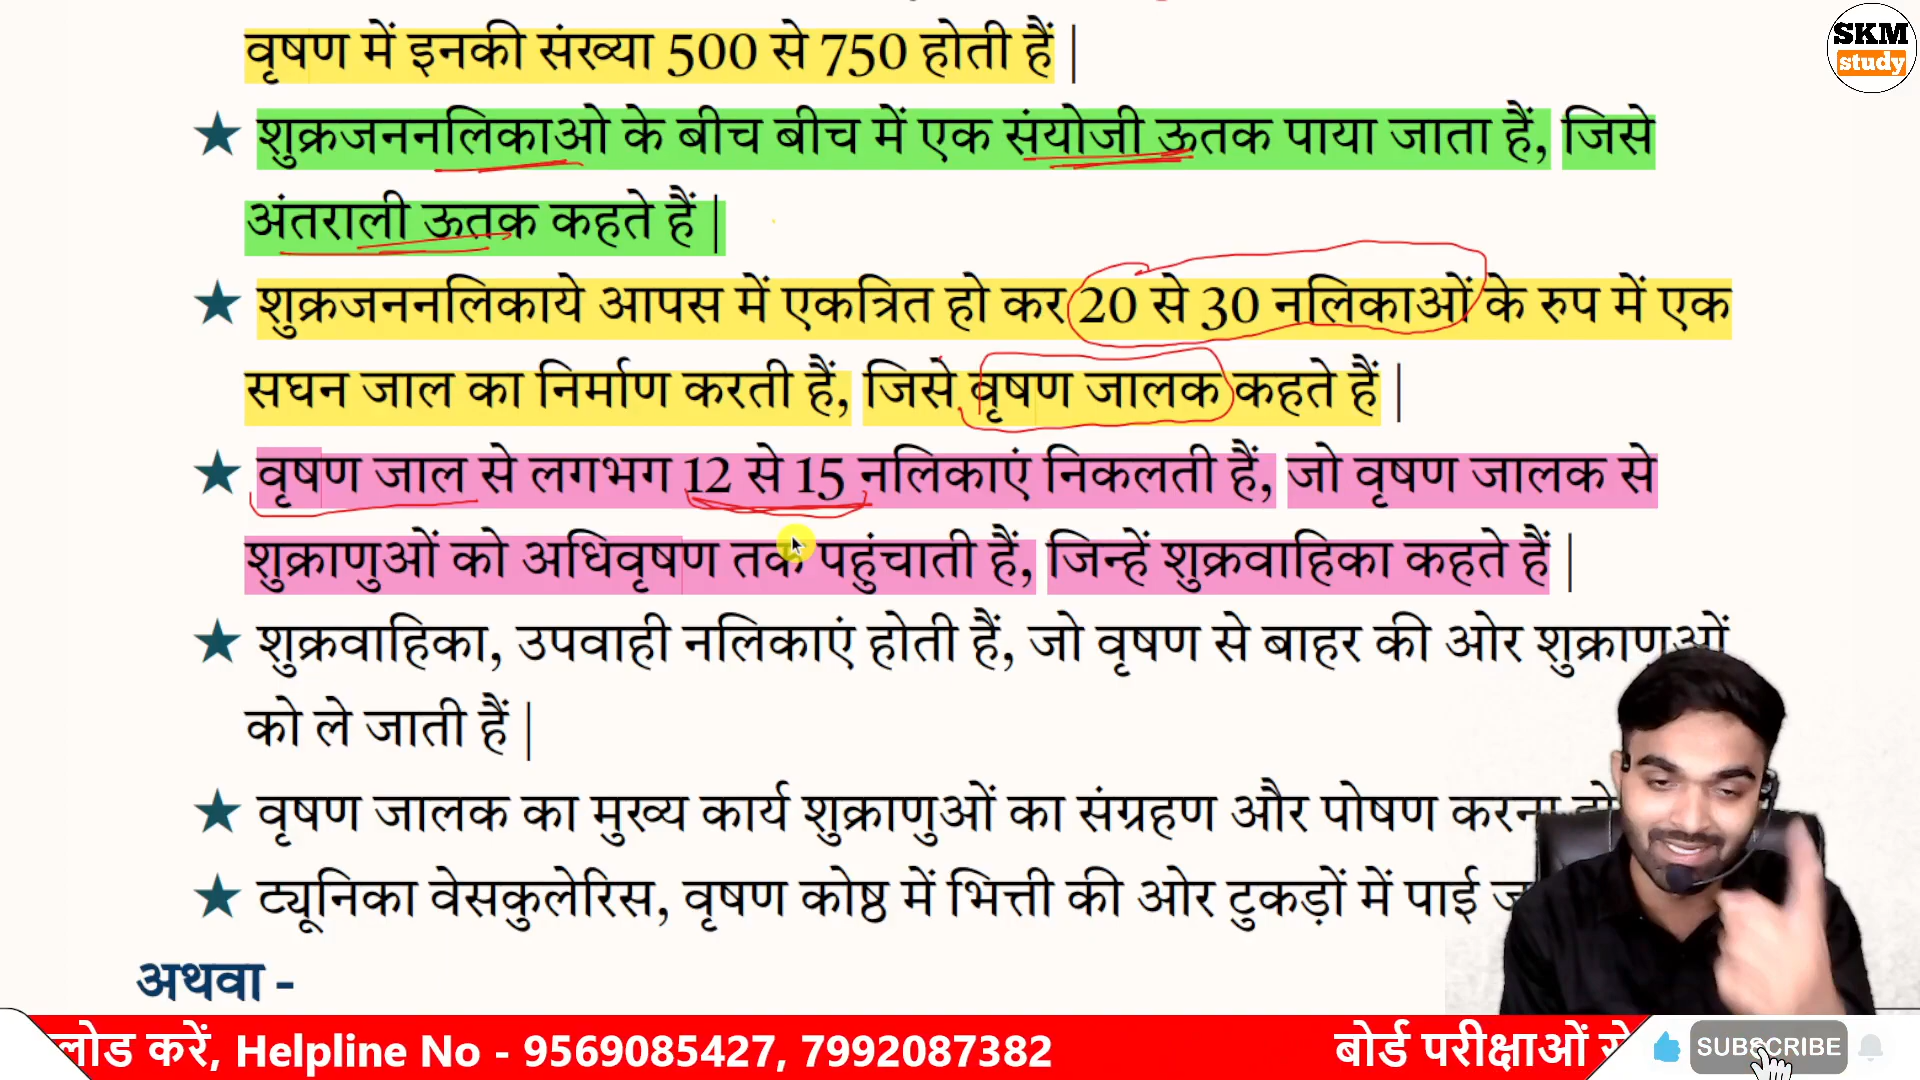 SKM
study
वृषण में इनकी संख्या 500 से 750 होती हैं |
★ शुक्रजननलिकाओ के बीच बीच में एक संयोजी ऊतक पाया जाता हैं, जिसे
अंतराली ऊतक कहते हैं |
★ शुक्रजननलिकाये आपस में एकत्रित हो कर 20 से 30 नलिकाओं के रुप में एक
सघन जाल का निर्माण करती हैं, जिसे वृषण जालक कहते हैं |
★ वृषण जाल से लगभग 12 से 15 नलिकाएं निकलती हैं, जो वृषण जालक से
शुक्राणुओं को अधिवृषण तक पहुंचाती हैं, जिन्हें शुक्रवाहिका कहते हैं |
★ शुक्रवाहिका, उपवाही नलिकाएं होती हैं, जो वृषण से बाहर की ओर शुक्राणुओं
को ले जाती हैं |
★ वृषण जालक का मुख्य कार्य शुक्राणुओं का संग्रहण और पोषण करना
★ ट्यूनिका वेसकुलेरिस, वृषण कोष्ठ में भित्ती की ओर टुकड़ों में पाई
अथवा -
लोड करें, Helpline No - 9569085427, 7992087382 बोर्ड परीक्षाओं से
SUBSCRIBE